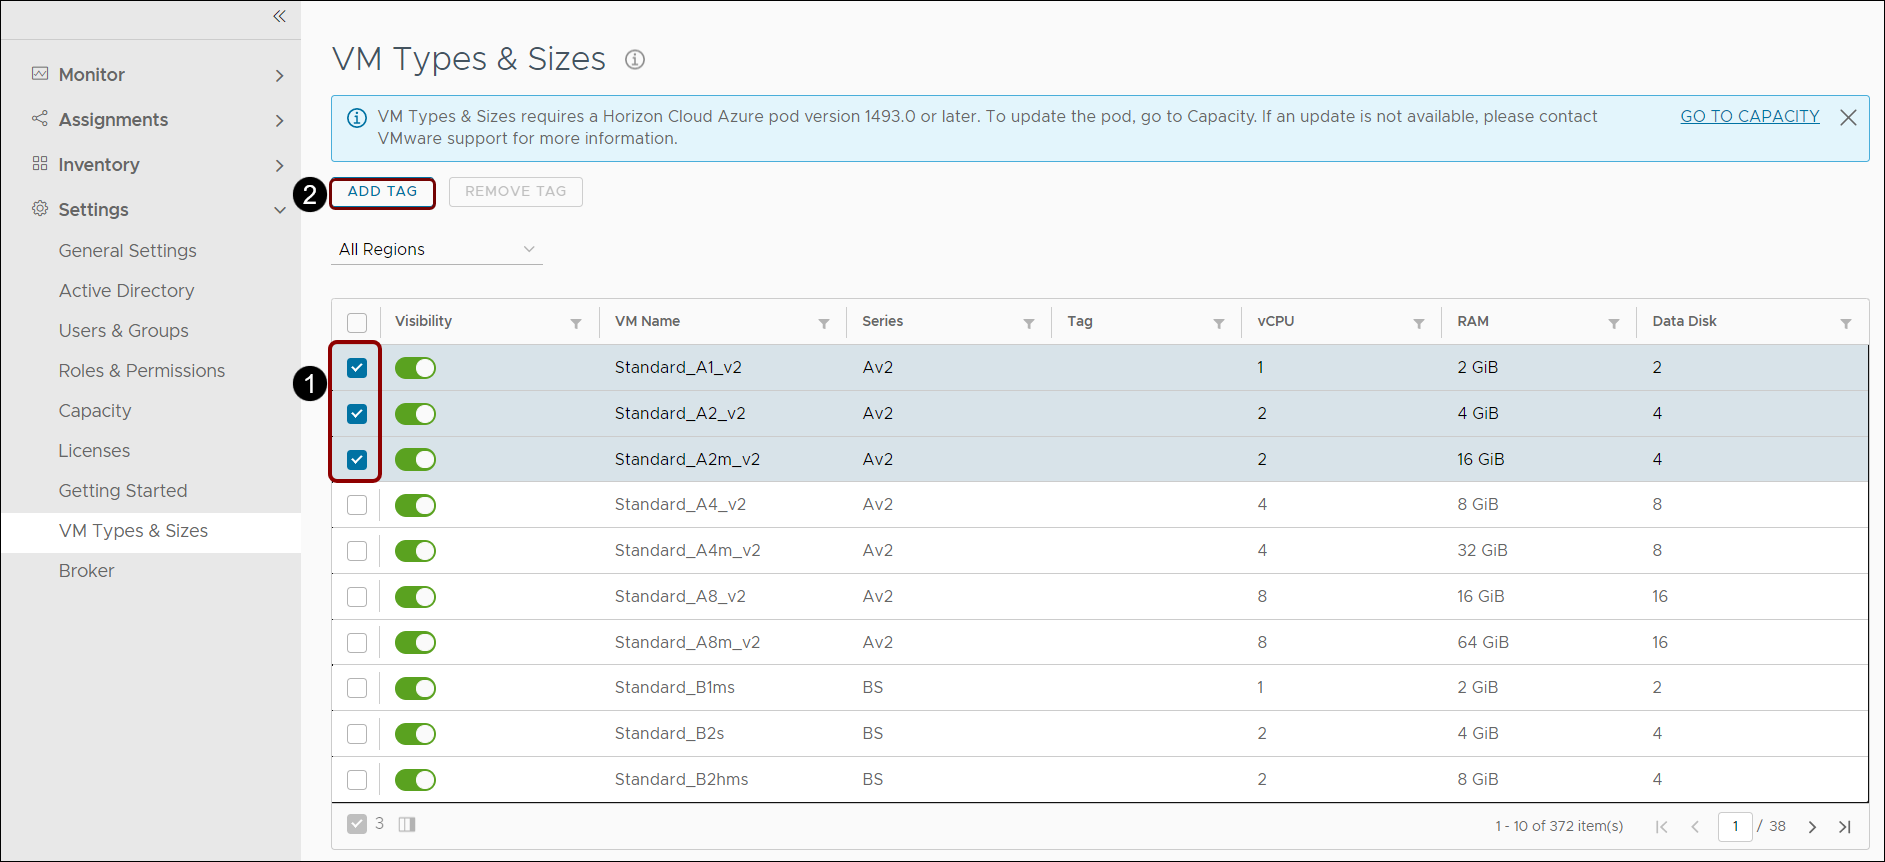 Monitor
Assignments
Inventory
Settings
General Settings
Active Directory
Users & Groups
Roles & Permissions
Capacity
Licenses
Getting Started
VM Types & Sizes
Broker
VM Types & Sizes
VM Types & Sizes requires a Horizon Cloud Azure pod version 1493.0 or later. To update the pod, go to Capacity. If an update is not available, please contact GO TO CAPACITY
VMware support for more information.
2 ADD TAG REMOVE TAG
All Regions
Visibility VM Name Series Tag vCPU RAM Data Disk
Standard_A1_v2 Av2 1 2 GiB 2
1
Standard_A2_v2 Av2 2 4 GiB 4
Standard_A2m_v2 Av2 2 16 GiB 4
Standard_A4_v2 Av2 4 8 GiB 8
Standard_A4m_v2 Av2 4 32 GiB 8
Standard_A8_v2 Av2 8 16 GiB 16
Standard_A8m_v2 Av2 8 64 GiB 16
Standard_B1ms BS 1 2 GiB 2
Standard_B2s BS 2 4 GiB 4
Standard_B2hms BS 2 8 GiB 4
3 1 - 10 of 372 item(s) 1 / 38